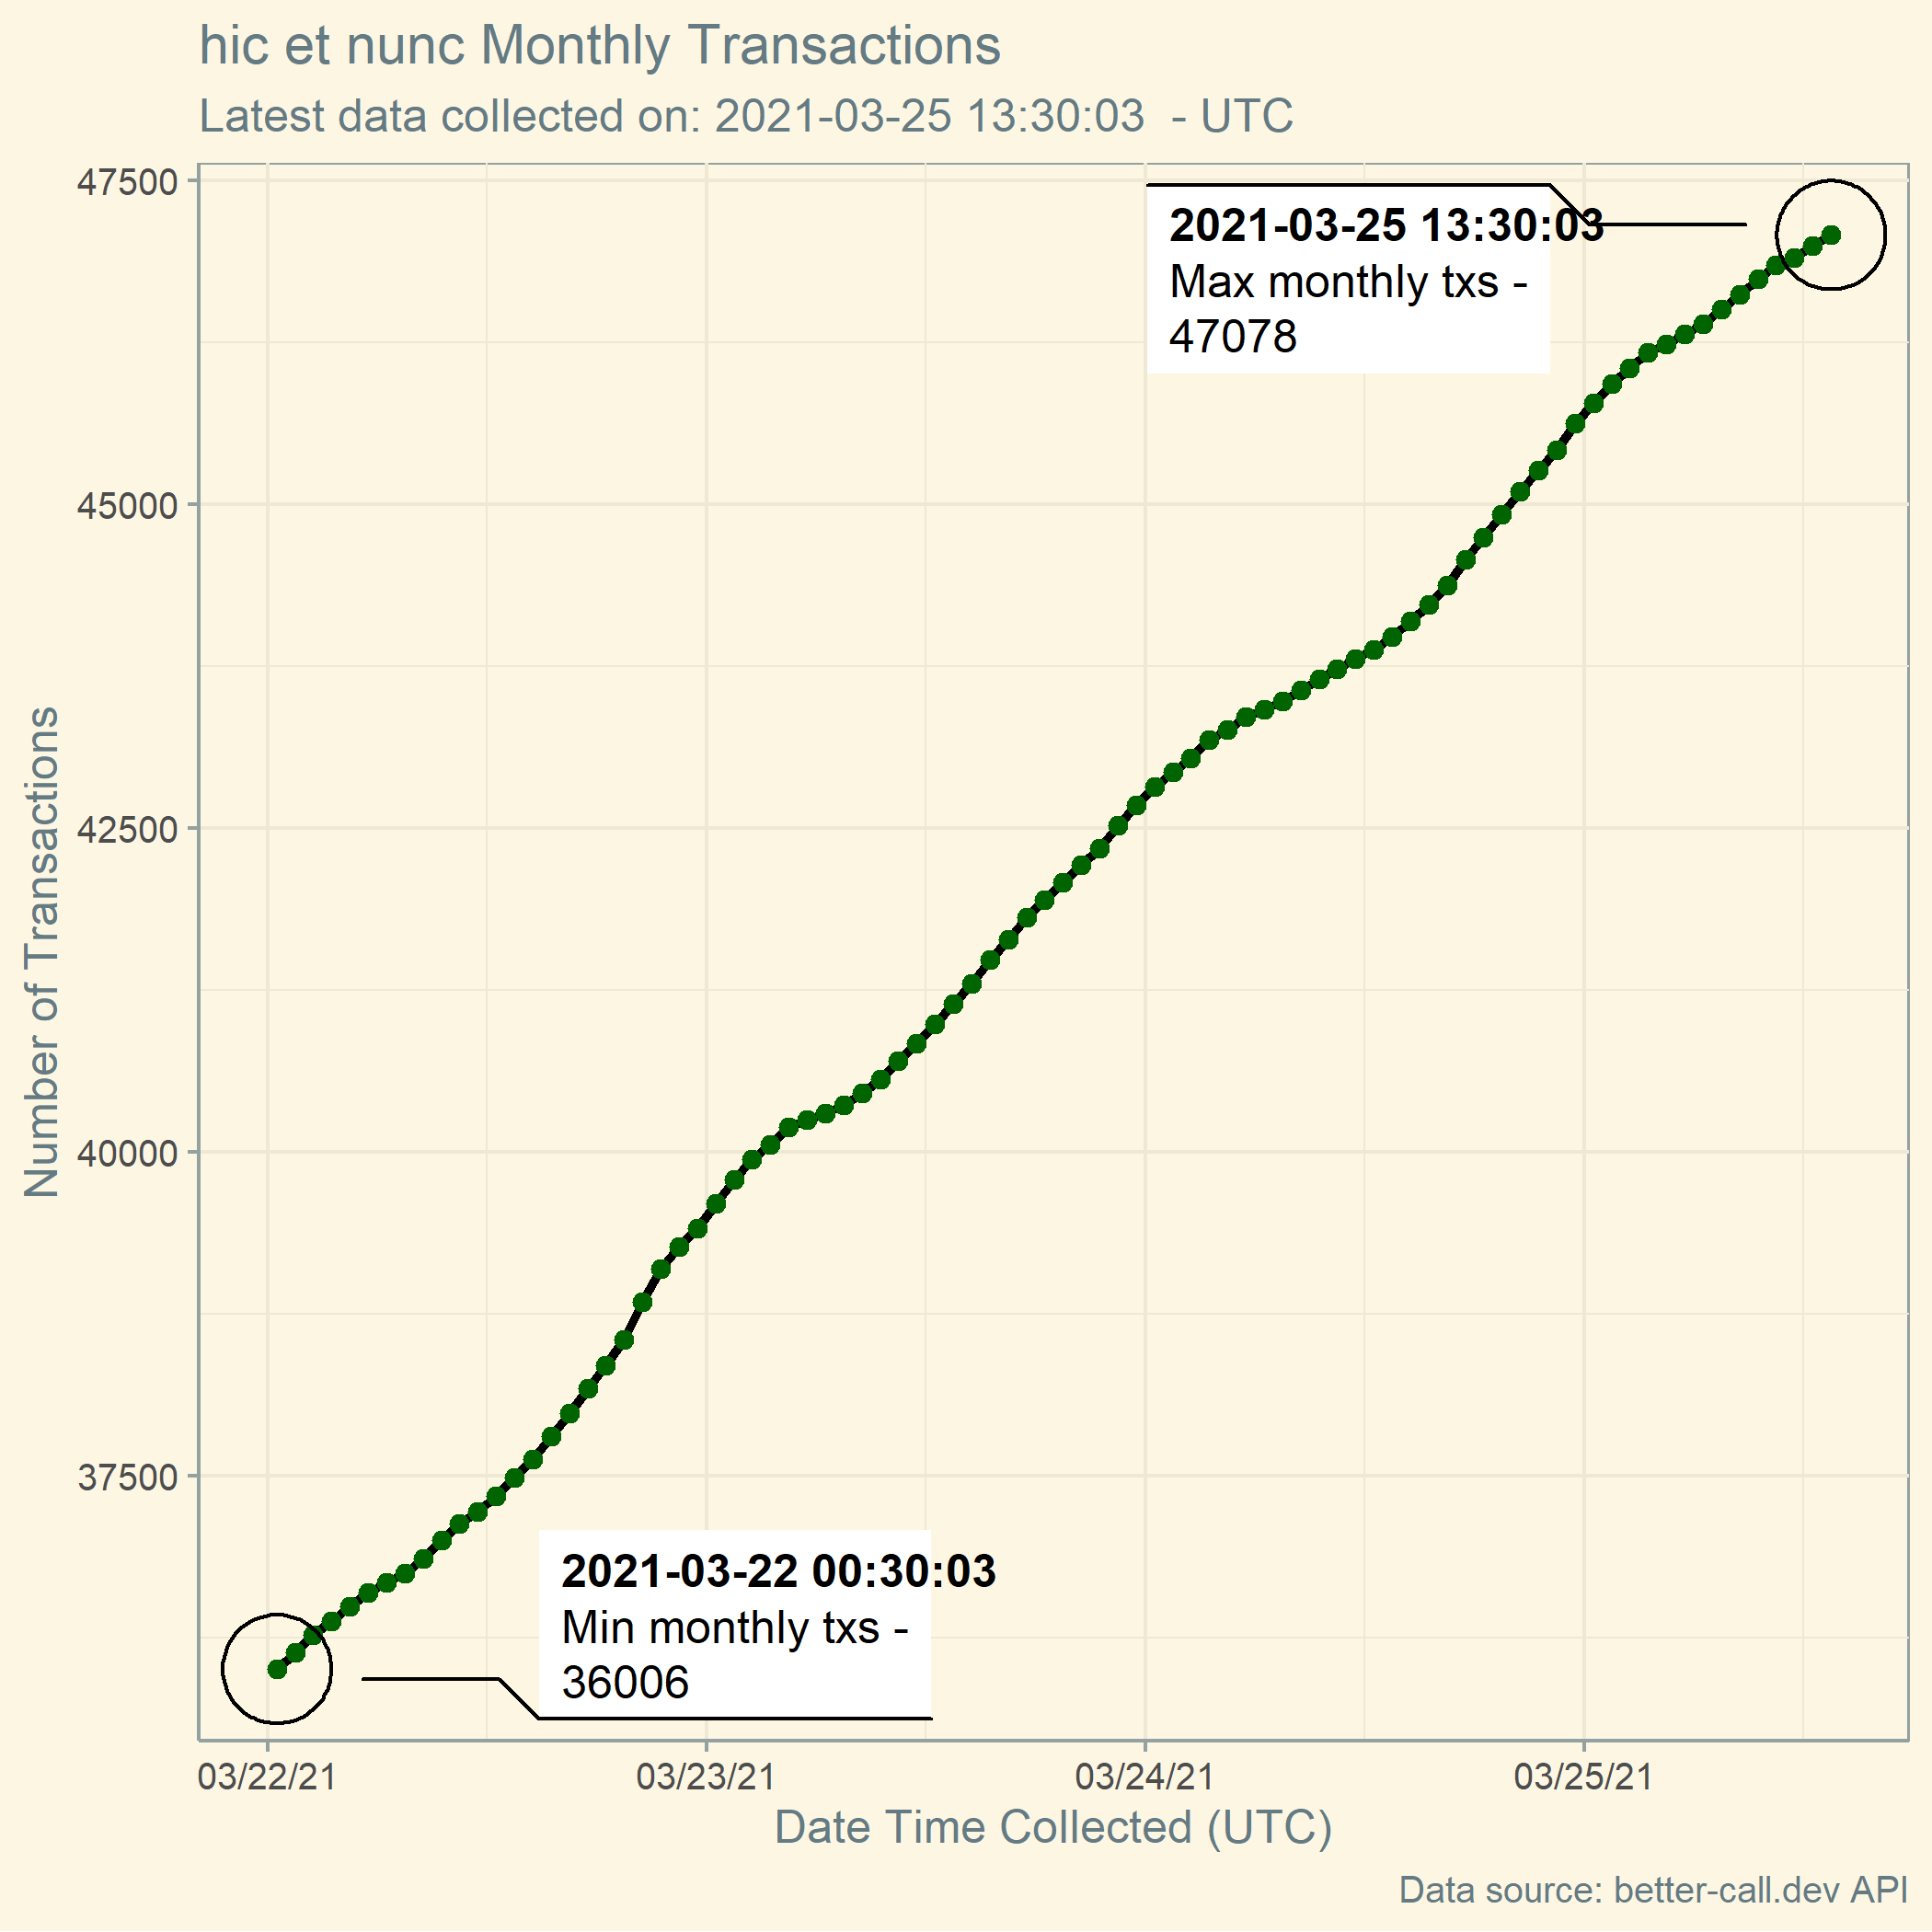 hic et nunc Monthly Transactions
Latest data collected on: 2021-03-25 13:30:03  - UTC
47500
45000
42500
40000
37500
Number of Transactions
2021-03-25 13:30:03
Max monthly txs -
47078
2021-03-22 00:30:03
Min monthly txs -
36006
03/22/21 03/23/21 03/24/21 03/25/21
Date Time Collected (UTC)
Data source: better-call.dev API